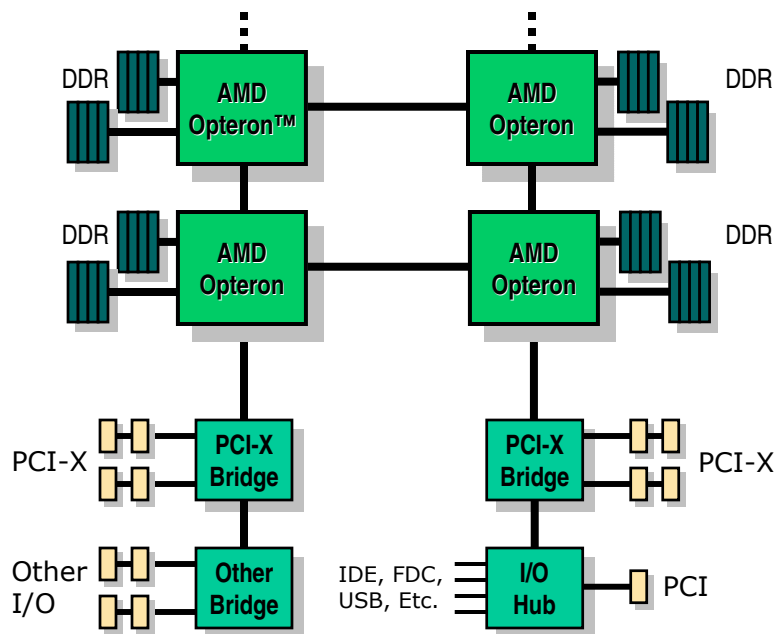 DDR
AMD
Opteron™
AMD
Opteron
DDR
DDR
AMD
Opteron
AMD
Opteron
DDR
PCI-X
PCI-X
Bridge
PCI-X
Bridge
PCI-X
Other
I/O
Other
Bridge
IDE, FDC,
USB, Etc.
I/O
Hub
PCI